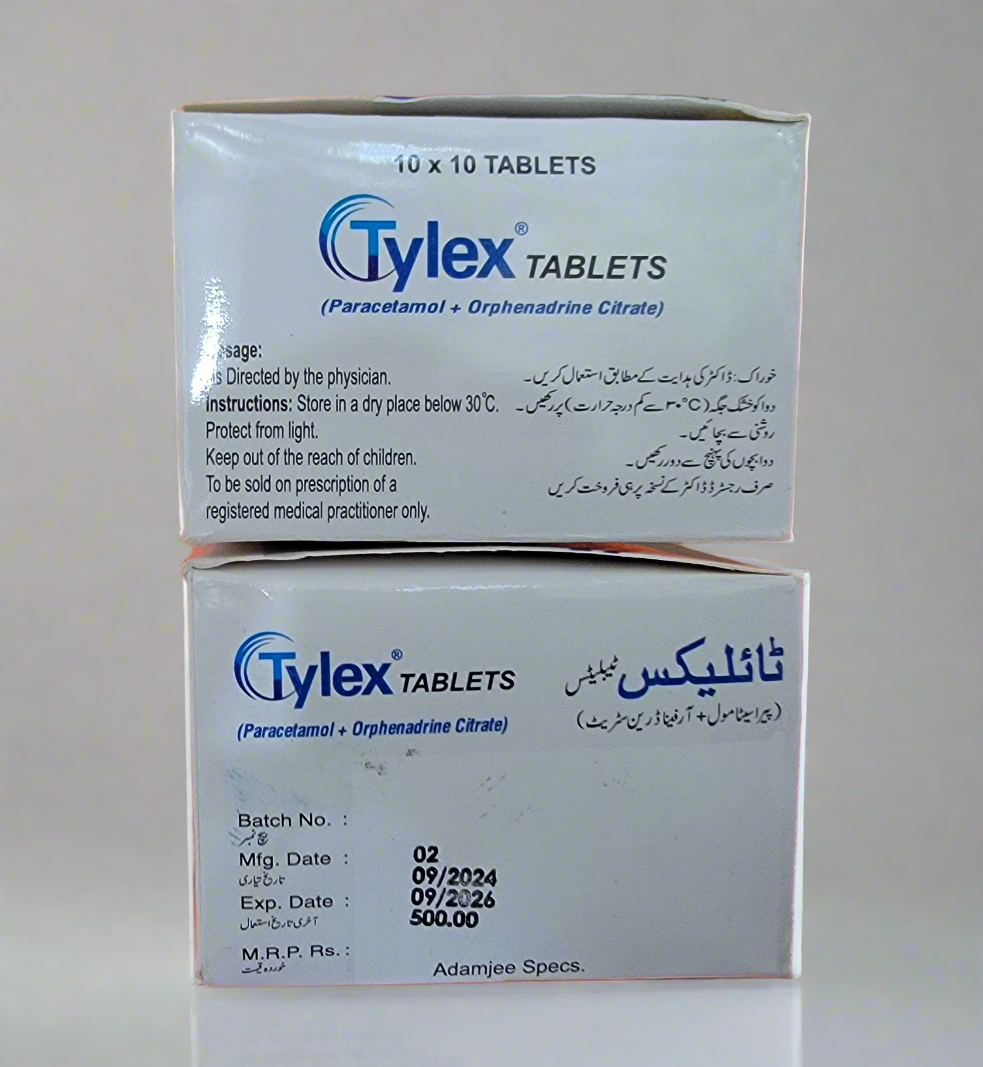 10 x 10 TABLETS
Tylex® TABLETS
(Paracetamol + Orphenadrine Citrate)
sage:
s Directed by the physician.
Instructions: Store in a dry place below 30°C.
Protect from light.
Keep out of the reach of children.
To be sold on prescription of a
registered medical practitioner only.
خوراک: ڈاکٹر کی ہدایت کے مطابق استعمال کریں۔
دوا کو خشک جگہ (۳۰°C سے کم درجہ حرارت) پر رکھیں۔
روشنی سے بچائیں۔
دوا بچوں کی پہنچ سے دور رکھیں۔
صرف رجسٹرڈ ڈاکٹر کے نسخہ پر ہی فروخت کریں
Tylex® TABLETS
(Paracetamol + Orphenadrine Citrate)
ٹائلیکس ٹیبلیٹس
(پیراسیٹامول + آرفیناڈرین سٹریٹ)
Batch No. :
بیچ نمبر
Mfg. Date : 02
تاریخ تیاری 09/2024
Exp. Date : 09/2026
آخری تاریخ استعمال 500.00
M.R.P. Rs. :
خوردہ قیمت
Adamjee Specs.